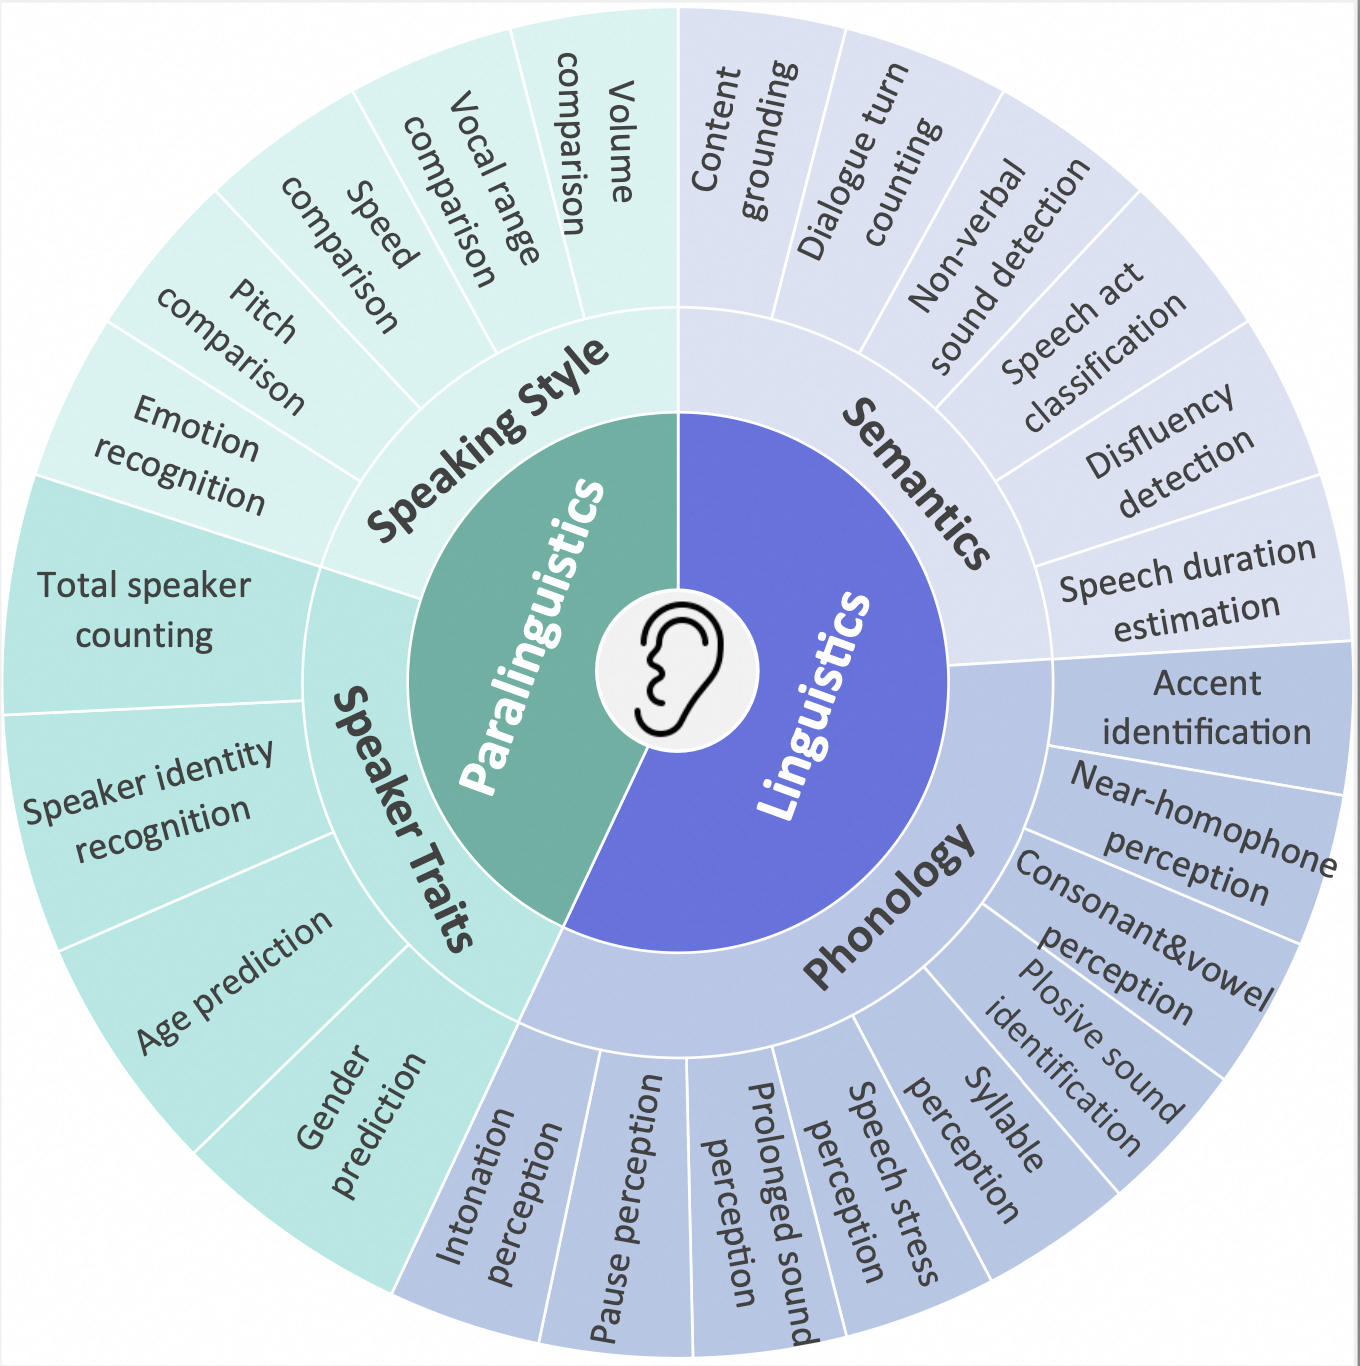 Paralinguistics
Linguistics
Speaking Style
Semantics
Phonology
Speaker Traits
Content
grounding
Dialogue turn
counting
Non-verbal
sound detection
Speech act
classification
Disfluency
detection
Speech duration
estimation
Accent
identification
Near-homophone
perception
Consonant&vowel
perception
Plosive sound
identification
Syllable
perception
Speech stress
perception
Prolonged sound
perception
Pause perception
Intonation
perception
Gender
prediction
Age prediction
Speaker identity
recognition
Total speaker
counting
Emotion
recognition
Pitch
comparison
Speed
comparison
Vocal range
comparison
Volume
comparison